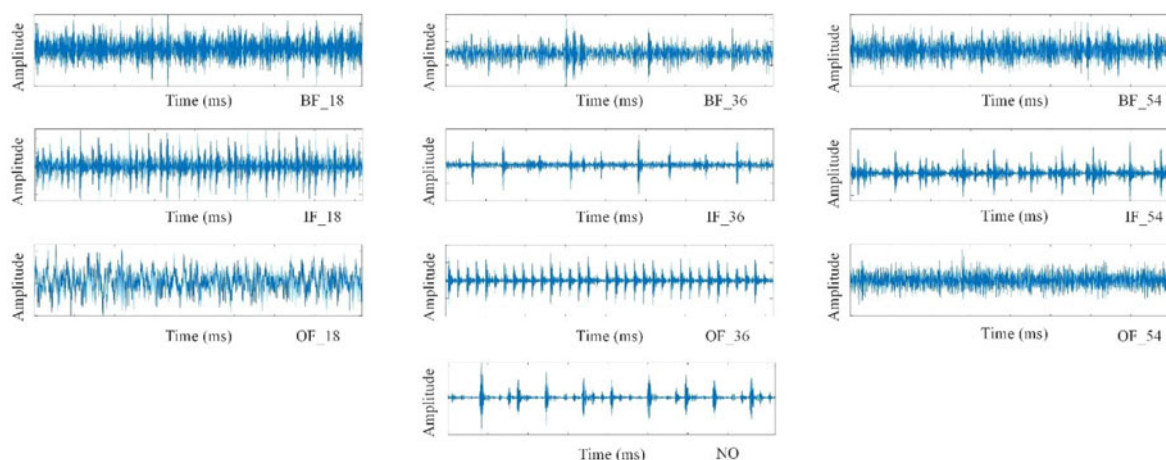 Amplitude
Time (ms) BF_18
Amplitude
Time (ms) BF_36
Amplitude
Time (ms) BF_54
Amplitude
Time (ms) IF_18
Amplitude
Time (ms) IF_36
Amplitude
Time (ms) IF_54
Amplitude
Time (ms) OF_18
Amplitude
Time (ms) OF_36
Amplitude
Time (ms) OF_54
Amplitude
Time (ms) NO